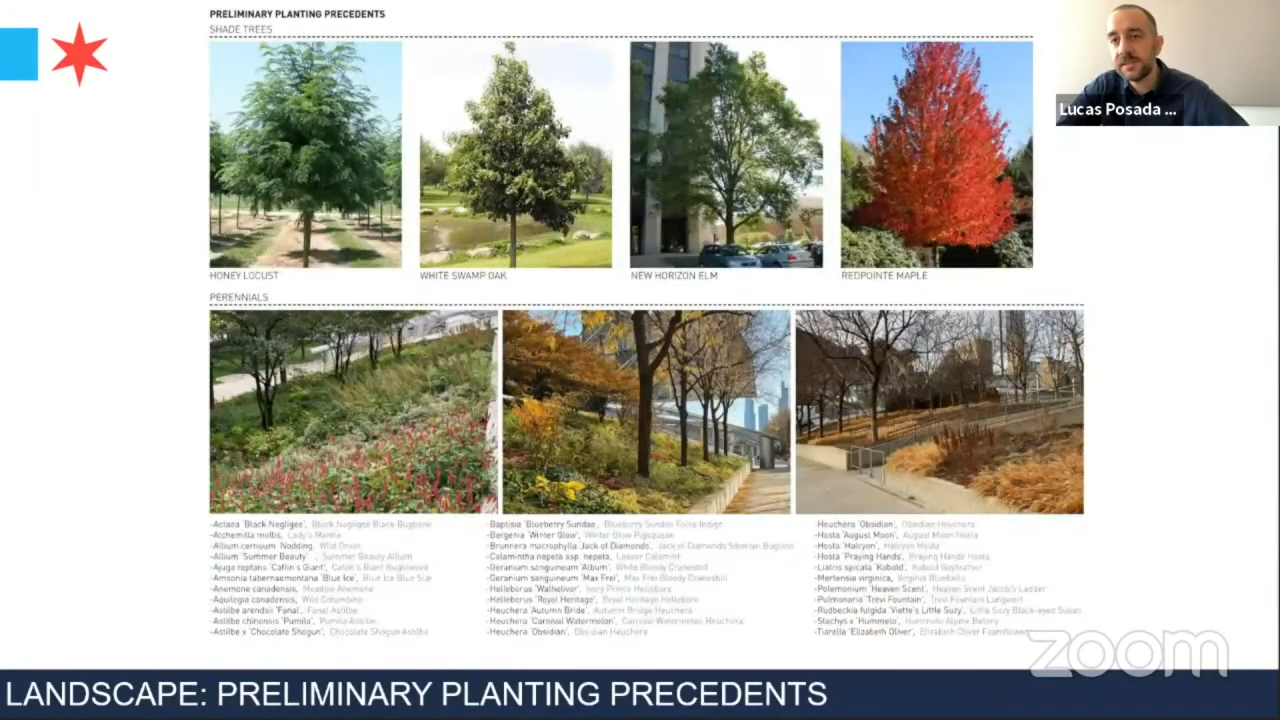 PRELIMINARY PLANTING PRECEDENTS
SHADE TREES
Lucas Posada ...
HONEY LOCUST
WHITE SWAMP OAK
NEW HORIZON ELM
REDPOINTE MAPLE
PERENNIALS
-Actaea 'Black Negligee', Black Negligee Black Bugbane
-Alchemilla mollis, Lady's Mantle
-Allium cernuum 'Nodding, Wild Onion
-Allium 'Summer Beauty' , Summer Beauty Allium
-Ajuga reptans 'Catlin's Giant', Catlin's Giant Bugleweed
-Amsonia tabernaemontana 'Blue Ice', Blue Ice Blue Star
-Anemone canadensis, Meadow Anemone
-Aquilegia canadensis, Wild Columbine
-Astilbe arendsii 'Fanal', Fanal Astilbe
-Astilbe chinensis 'Pumila', Pumila Astilbe
-Astilbe x 'Chocolate Shogun', Chocolate Shogan Astilbe
-Baptisia 'Blueberry Sundae', Blueberry Sundae False Indigo
-Bergenia 'Winter Glow', Winter Glow Pigsqueak
-Brunnera macrophylla 'Jack of Diamonds', Jack of Diamonds Siberian Bugloss
-Calamintha nepeta ssp. nepeta, Lesser Calamint
-Geranium sanguineum 'Album', White Bloody Cranesbill
-Geranium sanguineum 'Max Frei', Max Frei Bloody Cranesbill
-Helleborus 'Walhelivor', Ivory Prince Hellebore
-Helleborus 'Royal Heritage', Royal Heritage Hellebore
-Heuchera 'Autumn Bride', Autumn Bridge Heuchera
-Heuchera 'Carnival Watermelon', Carnival Watermelon Heuchera
-Heuchera 'Obsidian', Obsidian Heuchera
-Heuchera 'Obsidian', Obsidian Heuchera
-Hosta 'August Moon', August Moon Hosta
-Hosta 'Halcyon', Halcyon Hosta
-Hosta 'Praying Hands', Praying Hands Hosta
-Liatris spicata 'Kobold', Kobold Gayfeather
-Mertensia virginica, Virginia Bluebells
-Polemonium 'Heaven Scent', Heaven Scent Jacob's Ladder
-Pulmonaria 'Trevi Fountain', Trevi Fountain Lungwort
-Rudbeckia fulgida 'Viette's Little Suzy', Little Suzy Black-eyed Susan
-Stachys x 'Hummelo', Hummelo Alpine Betony
-Tiarella 'Elizabeth Oliver', Elizabeth Oliver Foamflower
zoom
LANDSCAPE: PRELIMINARY PLANTING PRECEDENTS